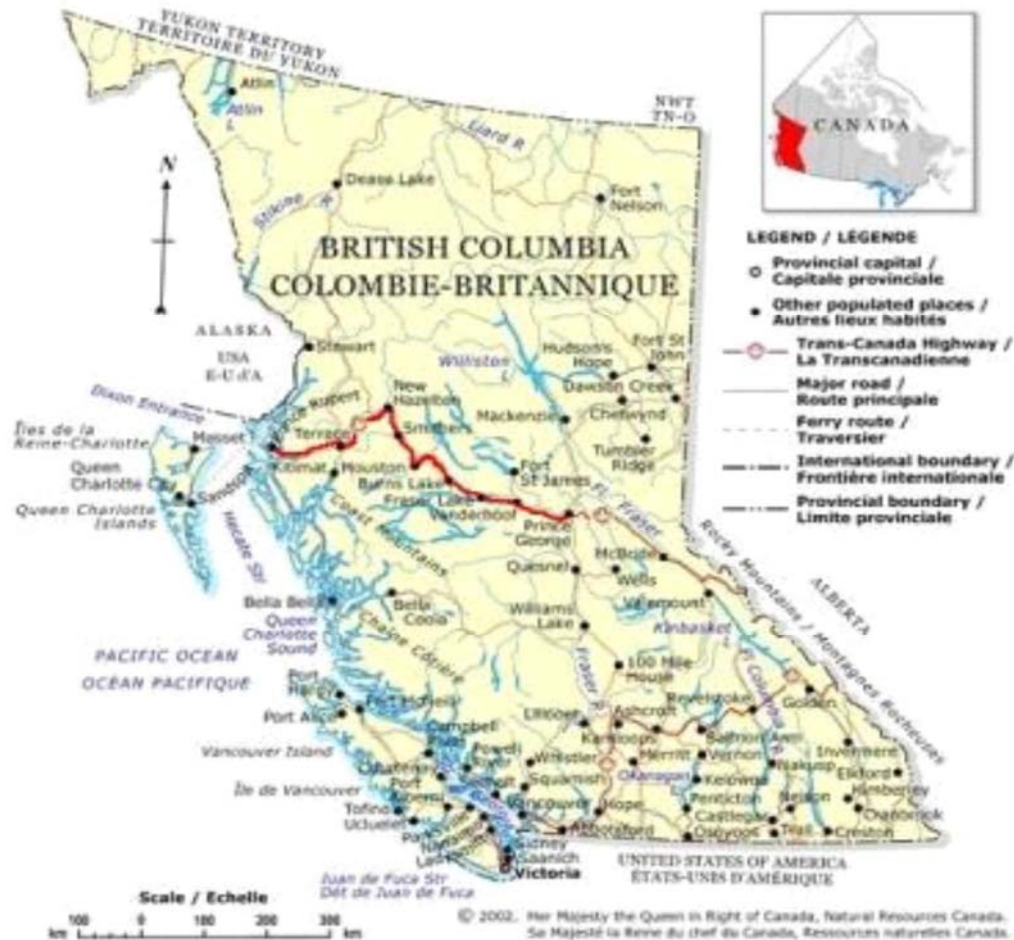 YUKON TERRITORY
TERRITOIRE DU YUKON
NWT
TN-O
Atlin
Atlin
L
Liard R
Dease Lake
Stikine
R
Fort
Nelson
N
BRITISH COLUMBIA
COLOMBIE-BRITANNIQUE
CANADA
LEGEND / LÉGENDE
Provincial capital /
Capitale provinciale
Other populated places /
Autres lieux habités
Trans-Canada Highway /
La Transcanadienne
Major road /
Route principale
Ferry route /
Traversier
International boundary /
Frontière internationale
Provincial boundary /
Limite provinciale
ALASKA
USA
E-U d'A
Stewart
Williston
L
Hudson's
Hope
Fort St
John
Dawson Creek
Chetwynd
Mackenzie
Tumbler
Ridge
Dixon Entrance
Prince Rupert
New
Hazelton
Smithers
Terrace
Îles de la
Reine-Charlotte
Masset
Queen
Charlotte City
Sandspit
Queen Charlotte
Islands
Kitimat
Houston
Burns Lake
Fraser Lake
Vanderhoof
Fort
St James
Prince
George
Fl. Fraser
Hecate Str
Coast Mountains
Chaîne Côtière
McBride
Quesnel
Wells
Valemount
Rocky Mountains / Montagnes Rocheuses
ALBERTA
Bella Bella
Bella
Coola
Queen
Charlotte
Sound
Williams
Lake
Kinbasket
L
Fl Columbia R
PACIFIC OCEAN
OCÉAN PACIFIQUE
100 Mile
House
Fraser R
Port
Hardy
Port McNeill
Port Alice
Revelstoke
Golden
Lillooet
Ashcroft
Kamloops
Salmon Arm
Campbell
River
Vancouver Island
Île de Vancouver
Powell
River
Whistler
Merritt
Vernon
Invermere
Courtenay
Squamish
Okanagan
Kelowna
Nakusp
Elkford
Kimberley
Port
Alberni
Tofino
Ucluelet
Vancouver
Hope
Penticton
Nelson
Cranbrook
Castlegar
Abbotsford
Osoyoos
Trail
Creston
Sidney
Saanich
Victoria
UNITED STATES OF AMERICA
ÉTATS-UNIS D'AMÉRIQUE
Juan de Fuca Str
Dét de Juan de Fuca
Scale / Echelle
100 0 100 200 300
km km
© 2002. Her Majesty the Queen in Right of Canada, Natural Resources Canada.
Sa Majesté la Reine du chef du Canada, Ressources naturelles Canada.